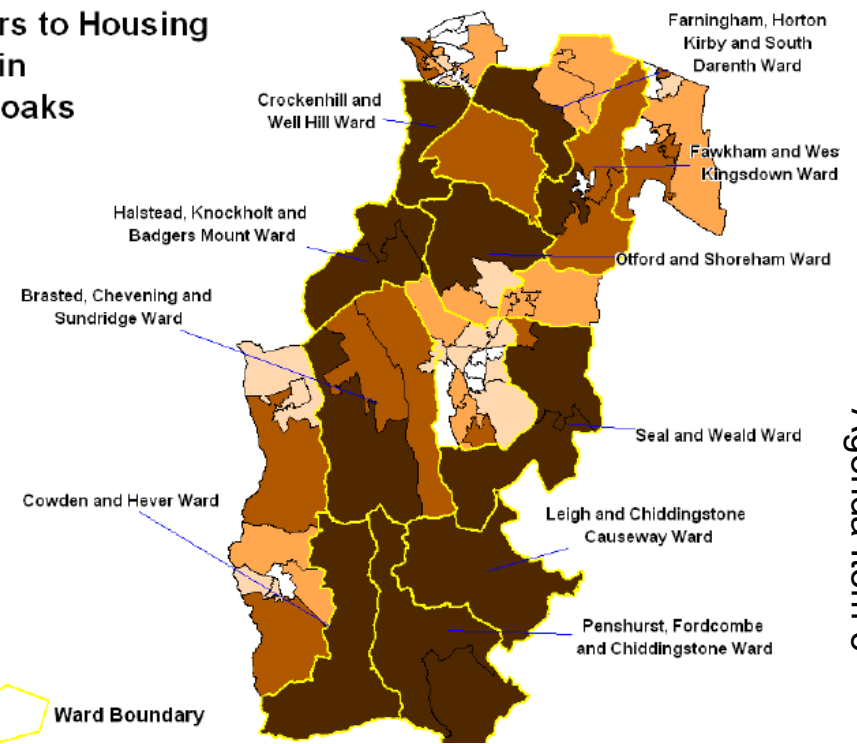 rs to Housing
in
oaks
Farningham, Horton
Kirby and South
Darenth Ward
Crockenhill and
Well Hill Ward
Fawkham and Wes
Kingsdown Ward
Halstead, Knockholt and
Badgers Mount Ward
Otford and Shoreham Ward
Brasted, Chevening and
Sundridge Ward
Seal and Weald Ward
Cowden and Hever Ward
Leigh and Chiddingstone
Causeway Ward
Penshurst, Fordcombe
and Chiddingstone Ward
Ward Boundary